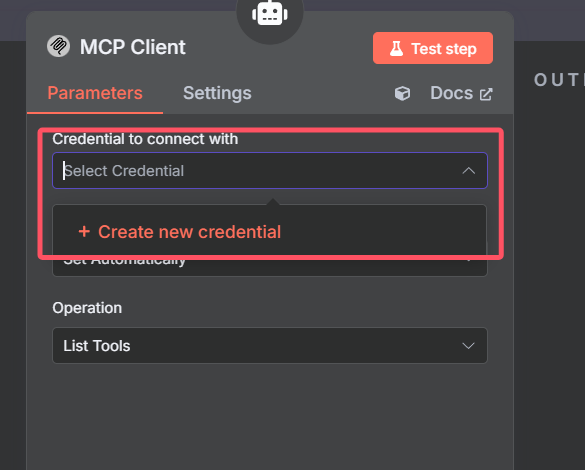 MCP Client
Test step
OUT
Parameters
Settings
Docs
Credential to connect with
Select Credential
+ Create new credential
Set Automatically
Operation
List Tools